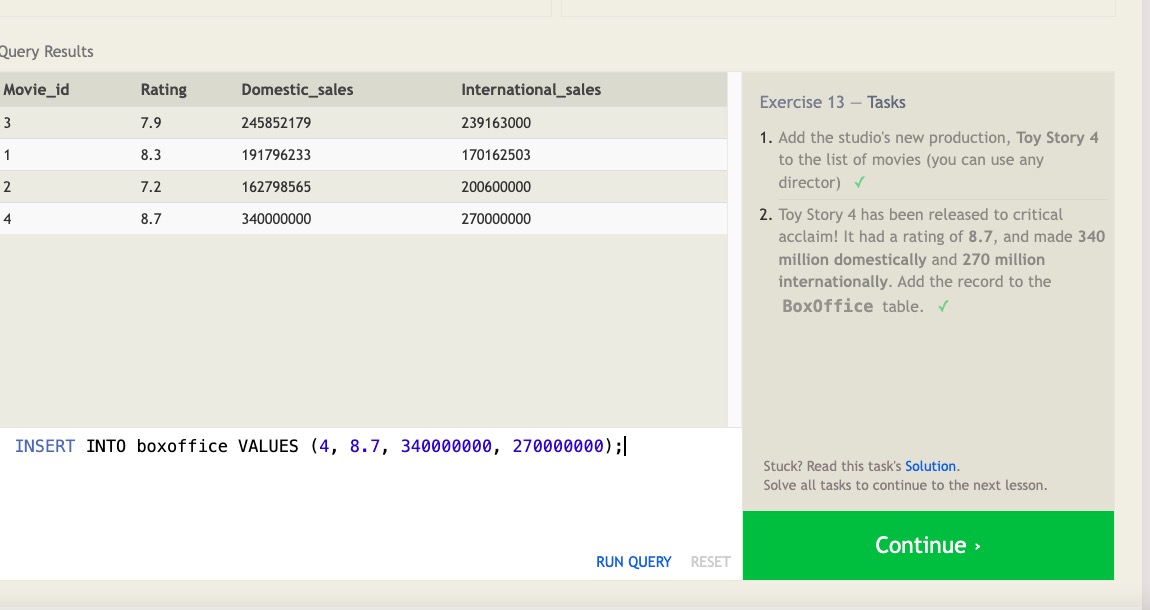 Query Results
Movie_id Rating Domestic_sales International_sales
3 7.9 245852179 239163000
1 8.3 191796233 170162503
2 7.2 162798565 200600000
4 8.7 340000000 270000000
INSERT INTO boxoffice VALUES (4, 8.7, 340000000, 270000000);
RUN QUERY RESET
Exercise 13 — Tasks
1. Add the studio's new production, Toy Story 4
to the list of movies (you can use any
director) ✓
2. Toy Story 4 has been released to critical
acclaim! It had a rating of 8.7, and made 340
million domestically and 270 million
internationally. Add the record to the
BoxOffice table. ✓
Stuck? Read this task's Solution.
Solve all tasks to continue to the next lesson.
Continue ›